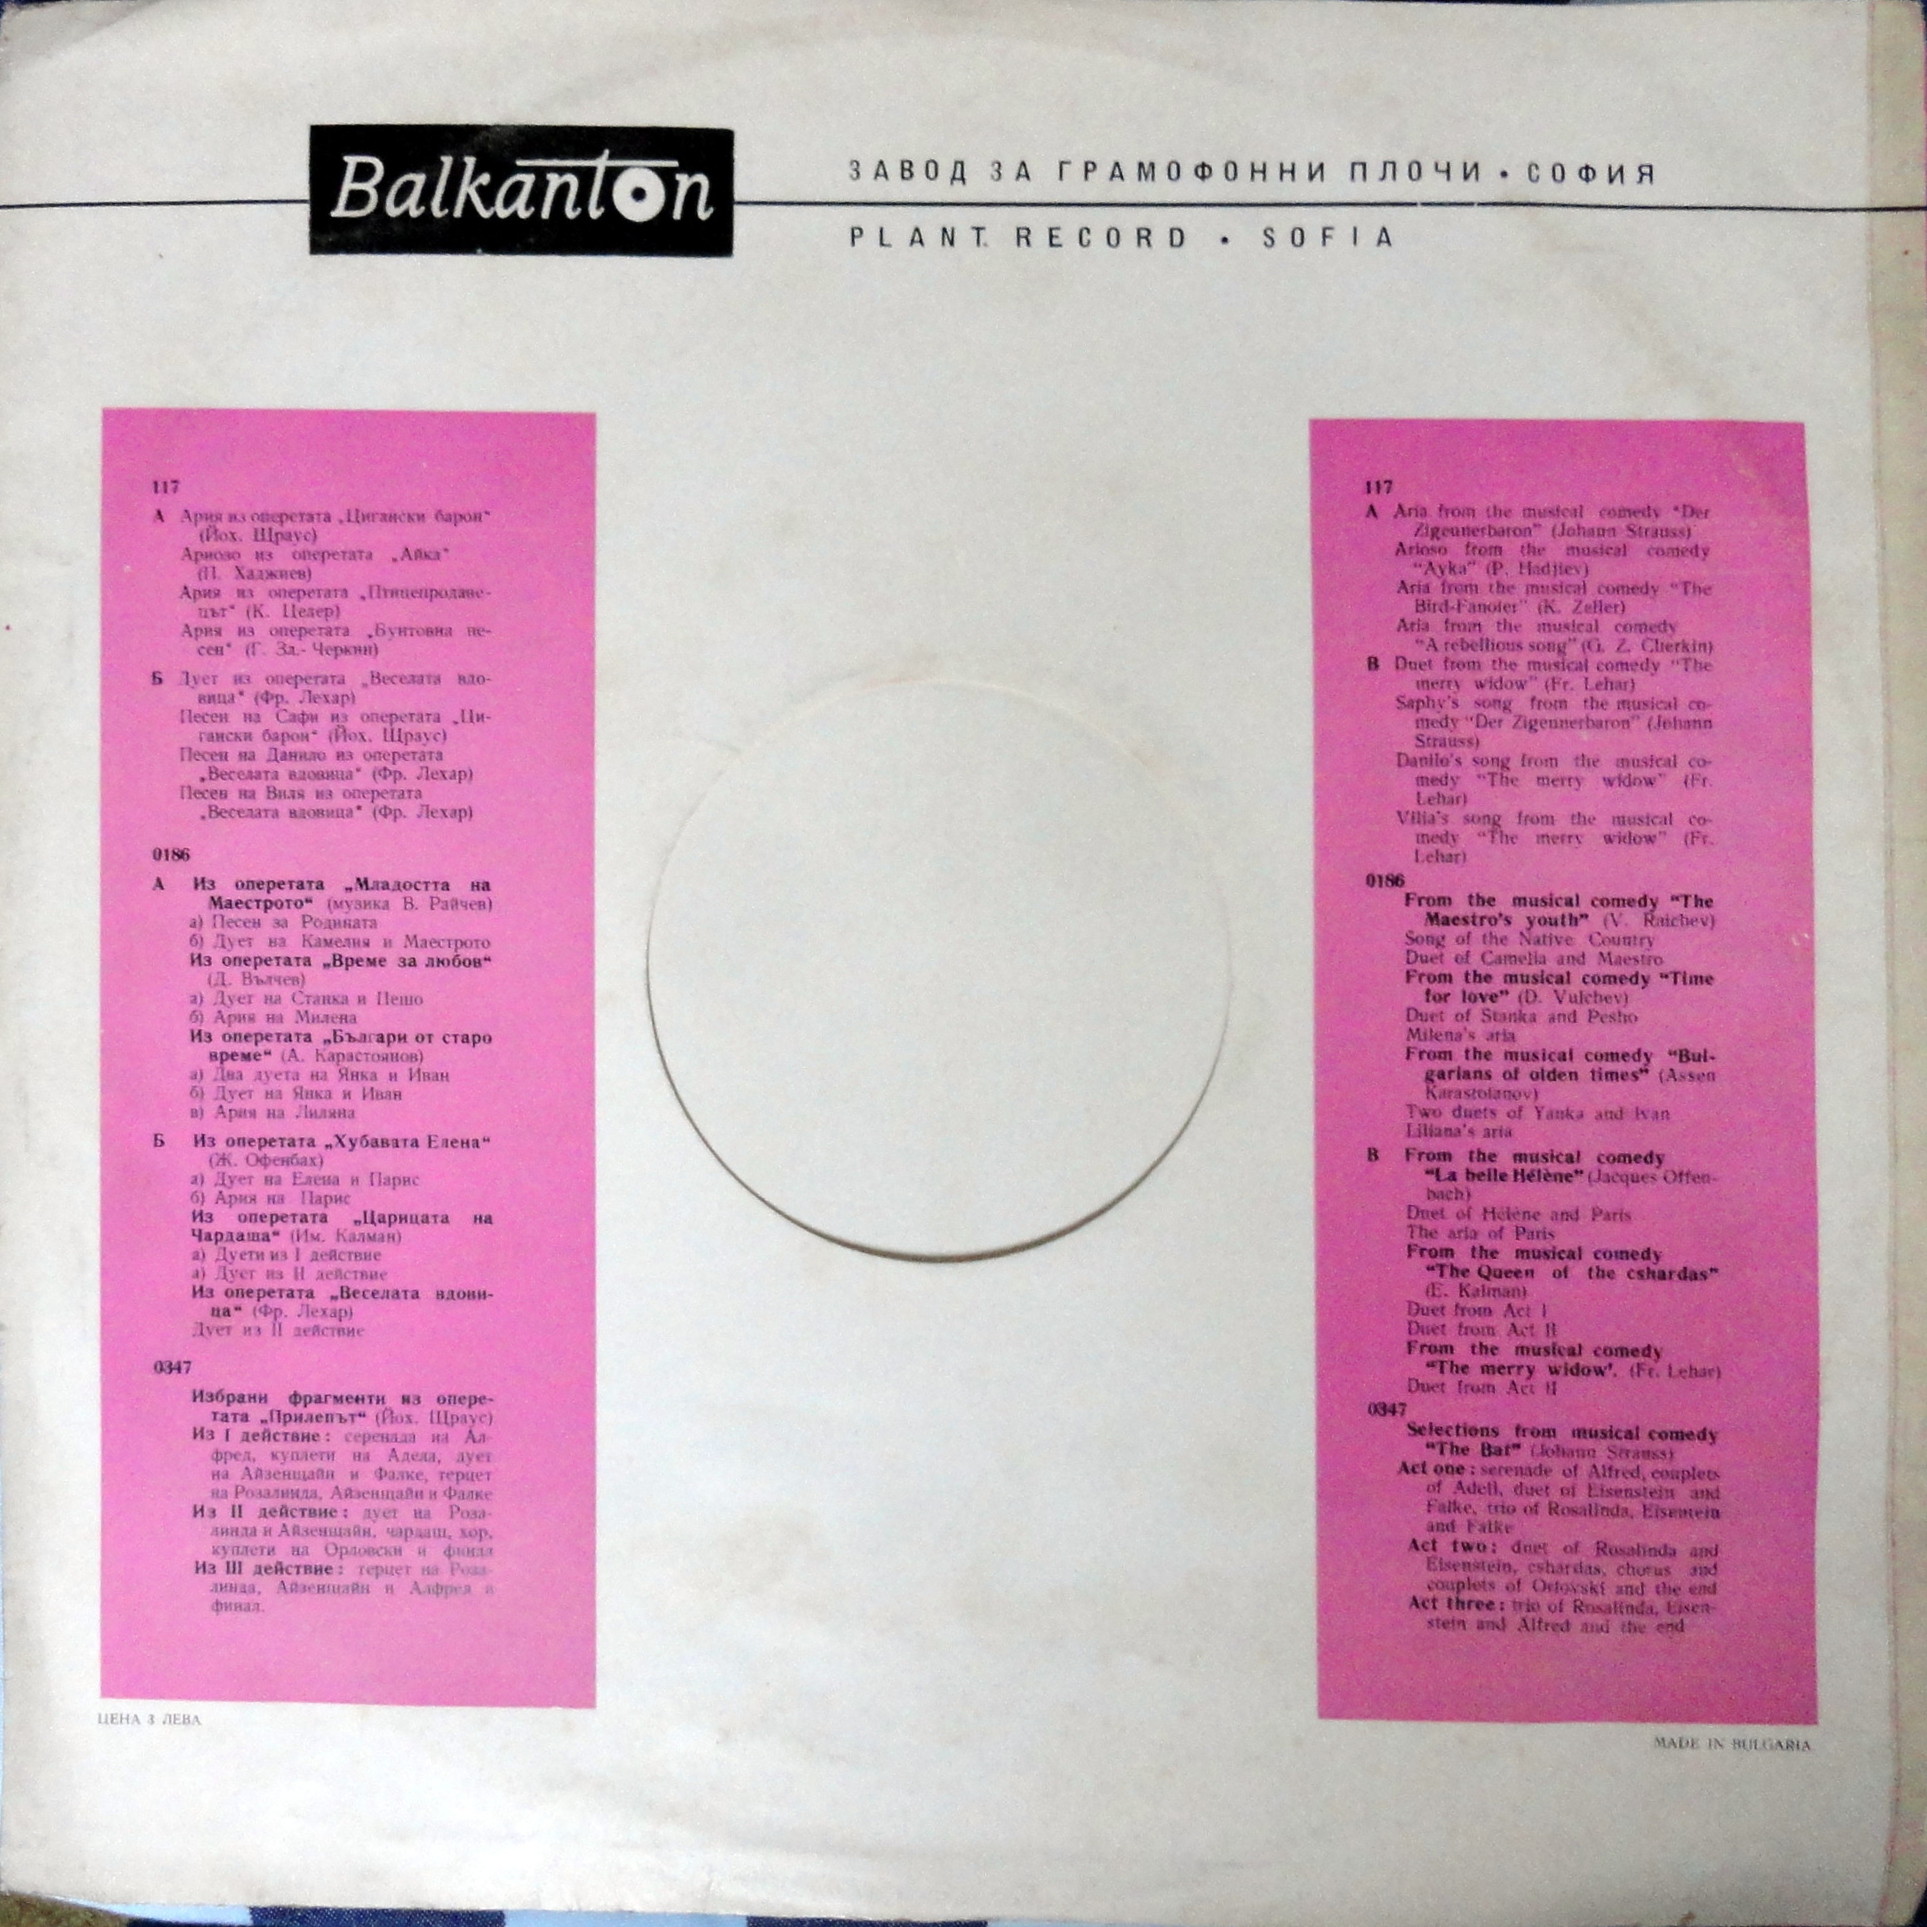 Balkanton
ЗАВОД ЗА ГРАМОФОННИ ПЛОЧИ • СОФИЯ
PLANT RECORD • SOFIA
117
А Ария из оперетата „Цигански барон“
(Йох. Щраус)
Ариозо из оперетата „Айка“
(П. Хаджиев)
Ария из оперетата „Птицепродаве-
цът“ (К. Целер)
Ария из оперетата „Бунтовна пе-
сен“ (Г. Зл.- Черкин)
Б Дует из оперетата „Веселата вдо-
вица“ (Фр. Лехар)
Песен на Сафи из оперетата „Ци-
гански барон“ (Йох. Щраус)
Песен на Данило из оперетата
„Веселата вдовица“ (Фр. Лехар)
Песен на Виля из оперетата
„Веселата вдовица“ (Фр. Лехар)
0186
А Из оперетата „Младостта на
Маестрото“ (музика В. Райчев)
а) Песен за Родината
б) Дует на Камелия и Маестрото
Из оперетата „Време за любов“
(Д. Вълчев)
а) Дует на Станка и Пешо
б) Ария на Милена
Из оперетата „Българи от старо
време“ (А. Карастоянов)
а) Два дуета на Янка и Иван
б) Дует на Янка и Иван
в) Ария на Лиляна
Б Из оперетата „Хубавата Елена“
(Ж. Офенбах)
а) Дует на Елена и Парис
б) Ария на Парис
Из оперетата „Царицата на
Чардаша“ (Им. Калман)
а) Дуети из I действие
а) Дует из II действие
Из оперетата „Веселата вдови-
ца“ (Фр. Лехар)
Дует из II действие
0347
Избрани фрагменти из опере-
тата „Прилепът“ (Йох. Щраус)
Из I действие: серенада на Ал-
фред, куплети на Адела, дует
на Айзенщайн и Фалке, терцет
на Розалинда, Айзенщайн и Фалке
Из II действие: дует на Роза-
линда и Айзенщайн, чардаш, хор,
куплети на Орловски и финал
Из III действие: терцет на Роза-
линда, Айзенщайн и Алфред и
финал.
ЦЕНА 3 ЛЕВА
117
A Aria from the musical comedy “Der
Zigeunerbaron” (Johann Strauss)
Arioso from the musical comedy
“Ayka” (P. Hadjiev)
Aria from the musical comedy “The
Bird-Fanoier” (K. Zeller)
Aria from the musical comedy
“A rebellious song” (G. Z. Cherkin)
B Duet from the musical comedy “The
merry widow” (Fr. Lehar)
Saphy's song from the musical co-
medy “Der Zigeunerbaron” (Johann
Strauss)
Danilo's song from the musical co-
medy “The merry widow” (Fr.
Lehar)
Vilia's song from the musical co-
medy “The merry widow” (Fr.
Lehar)
0186
From the musical comedy “The
Maestro's youth” (V. Raichev)
Song of the Native Country
Duet of Camelia and Maestro
From the musical comedy “Time
for love” (D. Vulchev)
Duet of Stanka and Pesho
Milena's aria
From the musical comedy “Bul-
garians of olden times” (Assen
Karastoianov)
Two duets of Yanka and Ivan
Liliana's aria
B From the musical comedy
“La belle Hélène” (Jacques Offen-
bach)
Duet of Hélène and Paris
The aria of Paris
From the musical comedy
“The Queen of the cshardas”
(E. Kalman)
Duet from Act I
Duet from Act II
From the musical comedy
“The merry widow'. (Fr. Lehar)
Duet from Act II
0347
Selections from musical comedy
“The Bat” (Johann Strauss)
Act one: serenade of Alfred, couplets
of Adell, duet of Eisenstein and
Falke, trio of Rosalinda, Eisenstein
and Falke
Act two: duet of Rosalinda and
Eisenstein, cshardas, chorus and
couplets of Orlovski and the end
Act three: trio of Rosalinda, Eisen-
stein and Alfred and the end
MADE IN BULGARIA